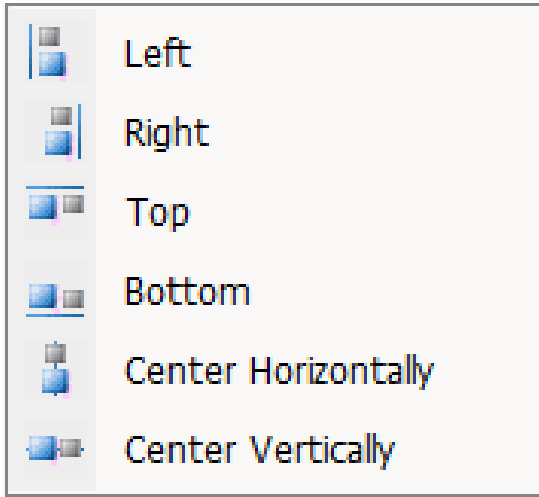 Left
Right
Top
Bottom
Center Horizontally
Center Vertically